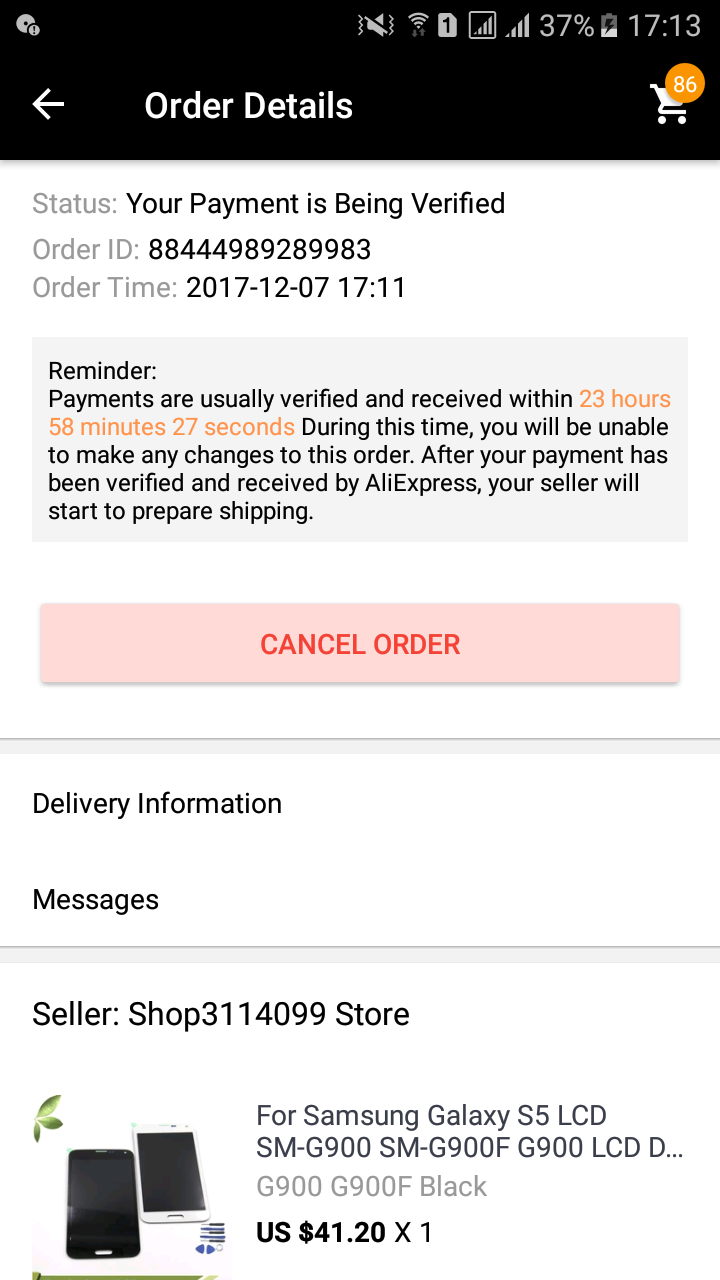 1 37% 17:13
Order Details
86
Status: Your Payment is Being Verified
Order ID: 88444989289983
Order Time: 2017-12-07 17:11
Reminder:
Payments are usually verified and received within 23 hours
58 minutes 27 seconds During this time, you will be unable
to make any changes to this order. After your payment has
been verified and received by AliExpress, your seller will
start to prepare shipping.
CANCEL ORDER
Delivery Information
Messages
Seller: Shop3114099 Store
For Samsung Galaxy S5 LCD
SM-G900 SM-G900F G900 LCD D...
G900 G900F Black
US $41.20 X 1